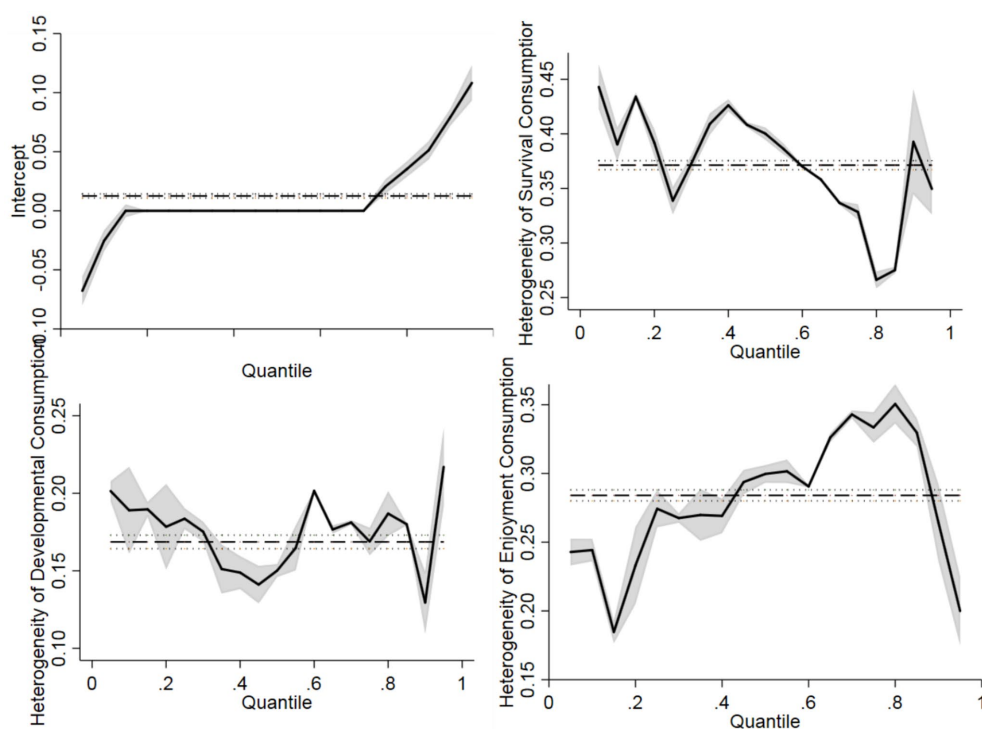 0.15
0.10
0.05
0.00
-0.05
0.10
Intercept
Quantile
0.45
0.40
0.35
0.30
0.25
Heterogeneity of Survival Consumption
0 .2 .4 .6 .8 1
Quantile
0.25
0.20
0.15
0.10
Heterogeneity of Developmental Consumption
0 .2 .4 .6 .8 1
Quantile
0.35
0.30
0.25
0.20
0.15
Heterogeneity of Enjoyment Consumption
0 .2 .4 .6 .8 1
Quantile